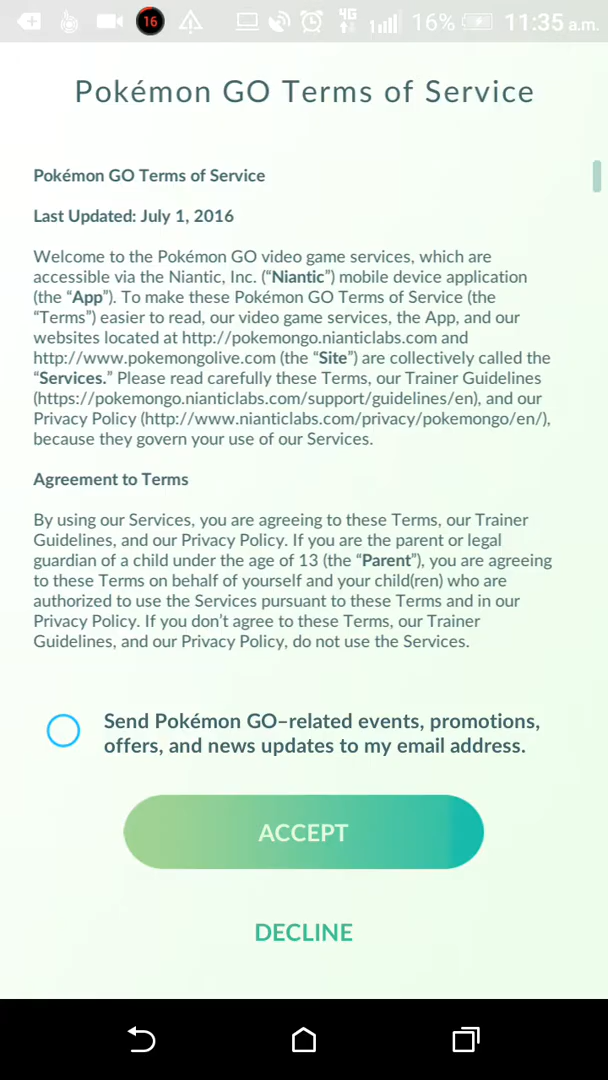 16 4G 16% 11:35 a.m.
Pokémon GO Terms of Service
Pokémon GO Terms of Service
Last Updated: July 1, 2016
Welcome to the Pokémon GO video game services, which are
accessible via the Niantic, Inc. (“Niantic”) mobile device application
(the “App”). To make these Pokémon GO Terms of Service (the
“Terms”) easier to read, our video game services, the App, and our
websites located at http://pokemongo.nianticlabs.com and
http://www.pokemongolive.com (the “Site”) are collectively called the
“Services.” Please read carefully these Terms, our Trainer Guidelines
(https://pokemongo.nianticlabs.com/support/guidelines/en), and our
Privacy Policy (http://www.nianticlabs.com/privacy/pokemongo/en/),
because they govern your use of our Services.
Agreement to Terms
By using our Services, you are agreeing to these Terms, our Trainer
Guidelines, and our Privacy Policy. If you are the parent or legal
guardian of a child under the age of 13 (the “Parent”), you are agreeing
to these Terms on behalf of yourself and your child(ren) who are
authorized to use the Services pursuant to these Terms and in our
Privacy Policy. If you don’t agree to these Terms, our Trainer
Guidelines, and our Privacy Policy, do not use the Services.
Send Pokémon GO–related events, promotions,
offers, and news updates to my email address.
ACCEPT
DECLINE